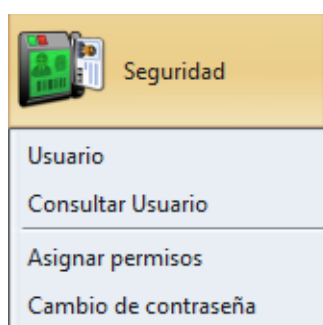 Seguridad
Usuario
Consultar Usuario
Asignar permisos
Cambio de contraseña